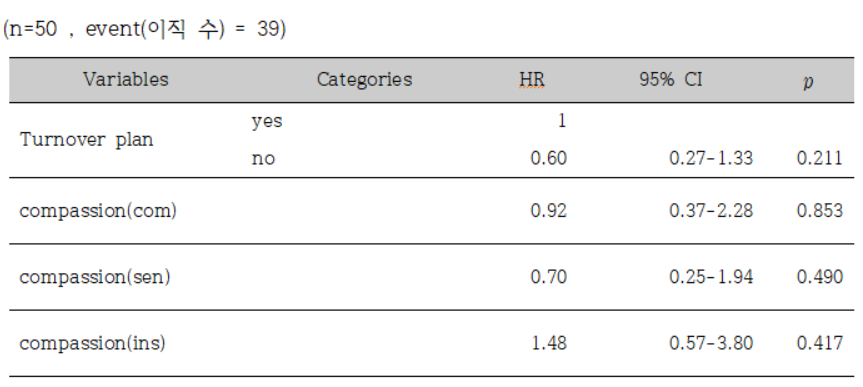 (n=50 , event(이직 수) = 39)
Variables Categories HR 95% CI p
Turnover plan
yes 1
no 0.60 0.27-1.33 0.211
compassion(com) 0.92 0.37-2.28 0.853
compassion(sen) 0.70 0.25-1.94 0.490
compassion(ins) 1.48 0.57-3.80 0.417